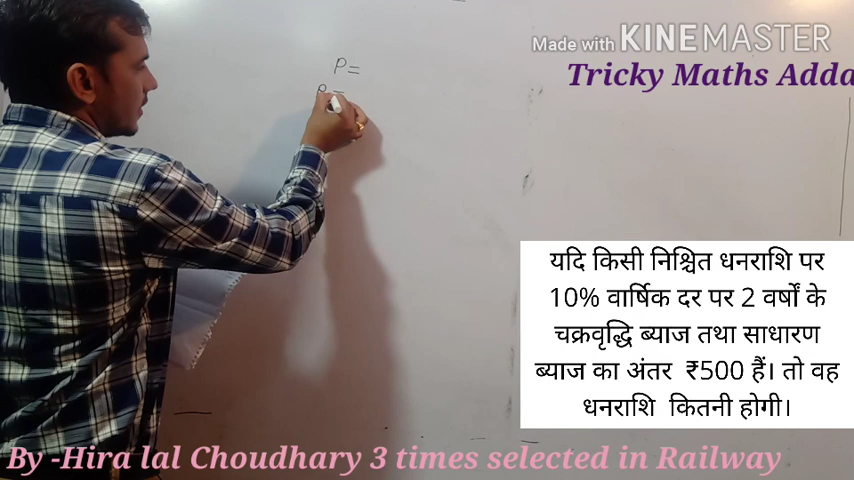 Made with KINEMASTER
Tricky Maths Adda
P=
यदि किसी निश्चित धनराशि पर
10% वार्षिक दर पर 2 वर्षों के
चक्रवृद्धि ब्याज तथा साधारण
ब्याज का अंतर ₹500 हैं। तो वह
धनराशि कितनी होगी।
By -Hira lal Choudhary 3 times selected in Railway